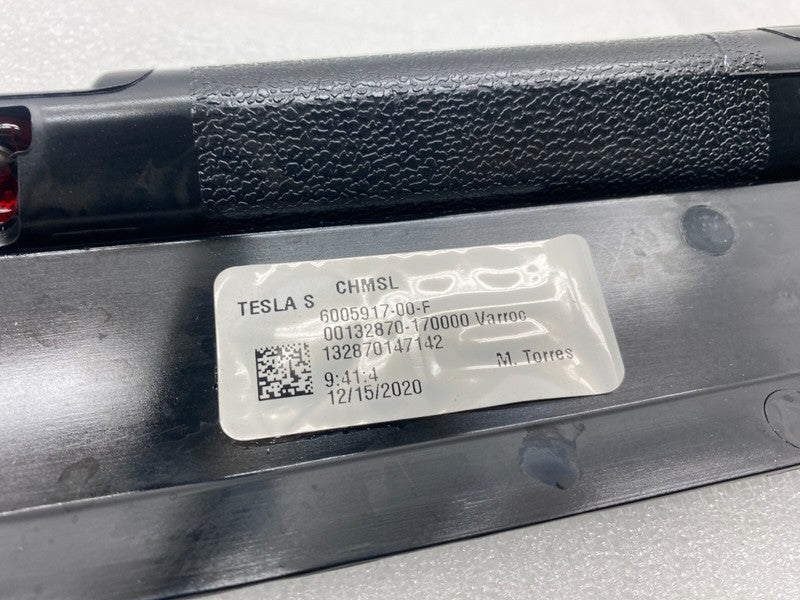 TESLA S CHMSL
6005917-00-F
00132870-170000 Varroc
132870147142
M. Torres
9:41:4
12/15/2020